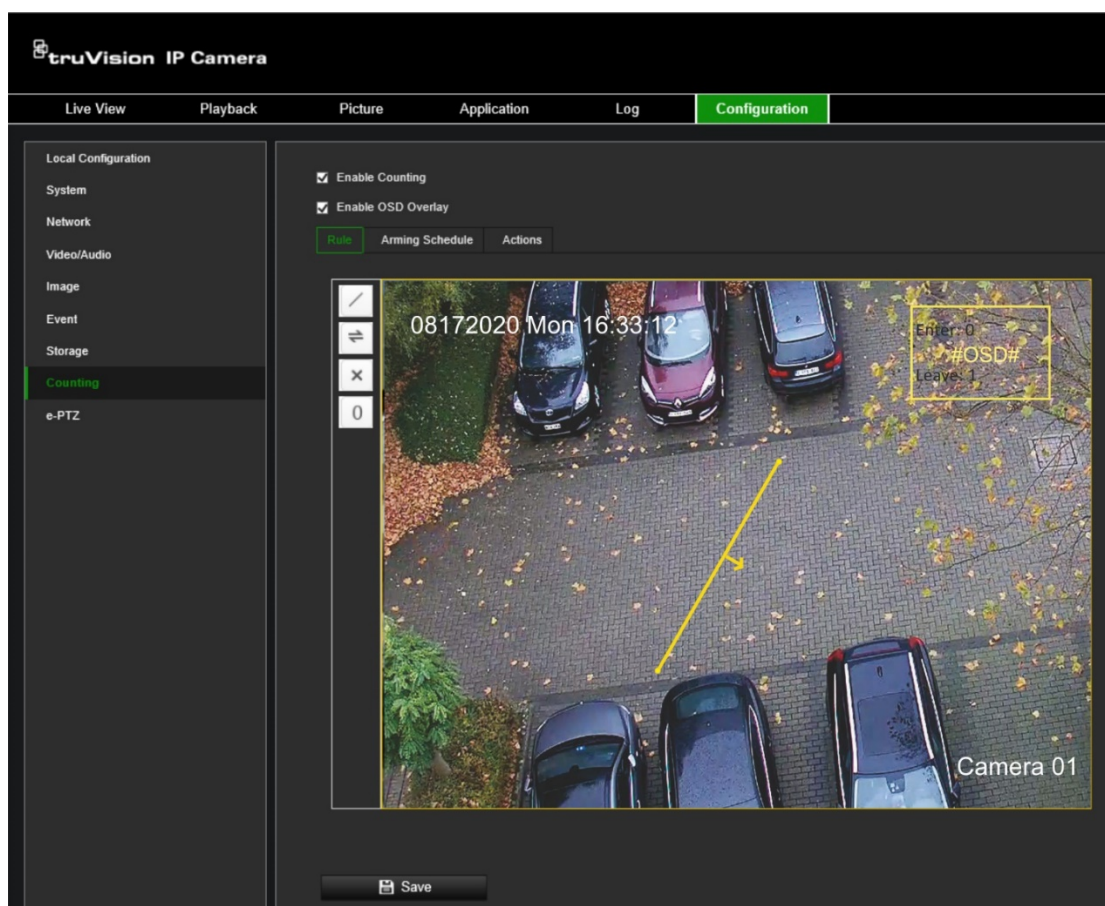 truVision IP Camera
Live View Playback Picture Application Log Configuration
Local Configuration
System
Network
Video/Audio
Image
Event
Storage
Counting
e-PTZ
Enable Counting
Enable OSD Overlay
Rule Arming Schedule Actions
0
08172020 Mon 16:33:12
Enter: 0
#OSD#
Leave: 1
Camera 01
Save